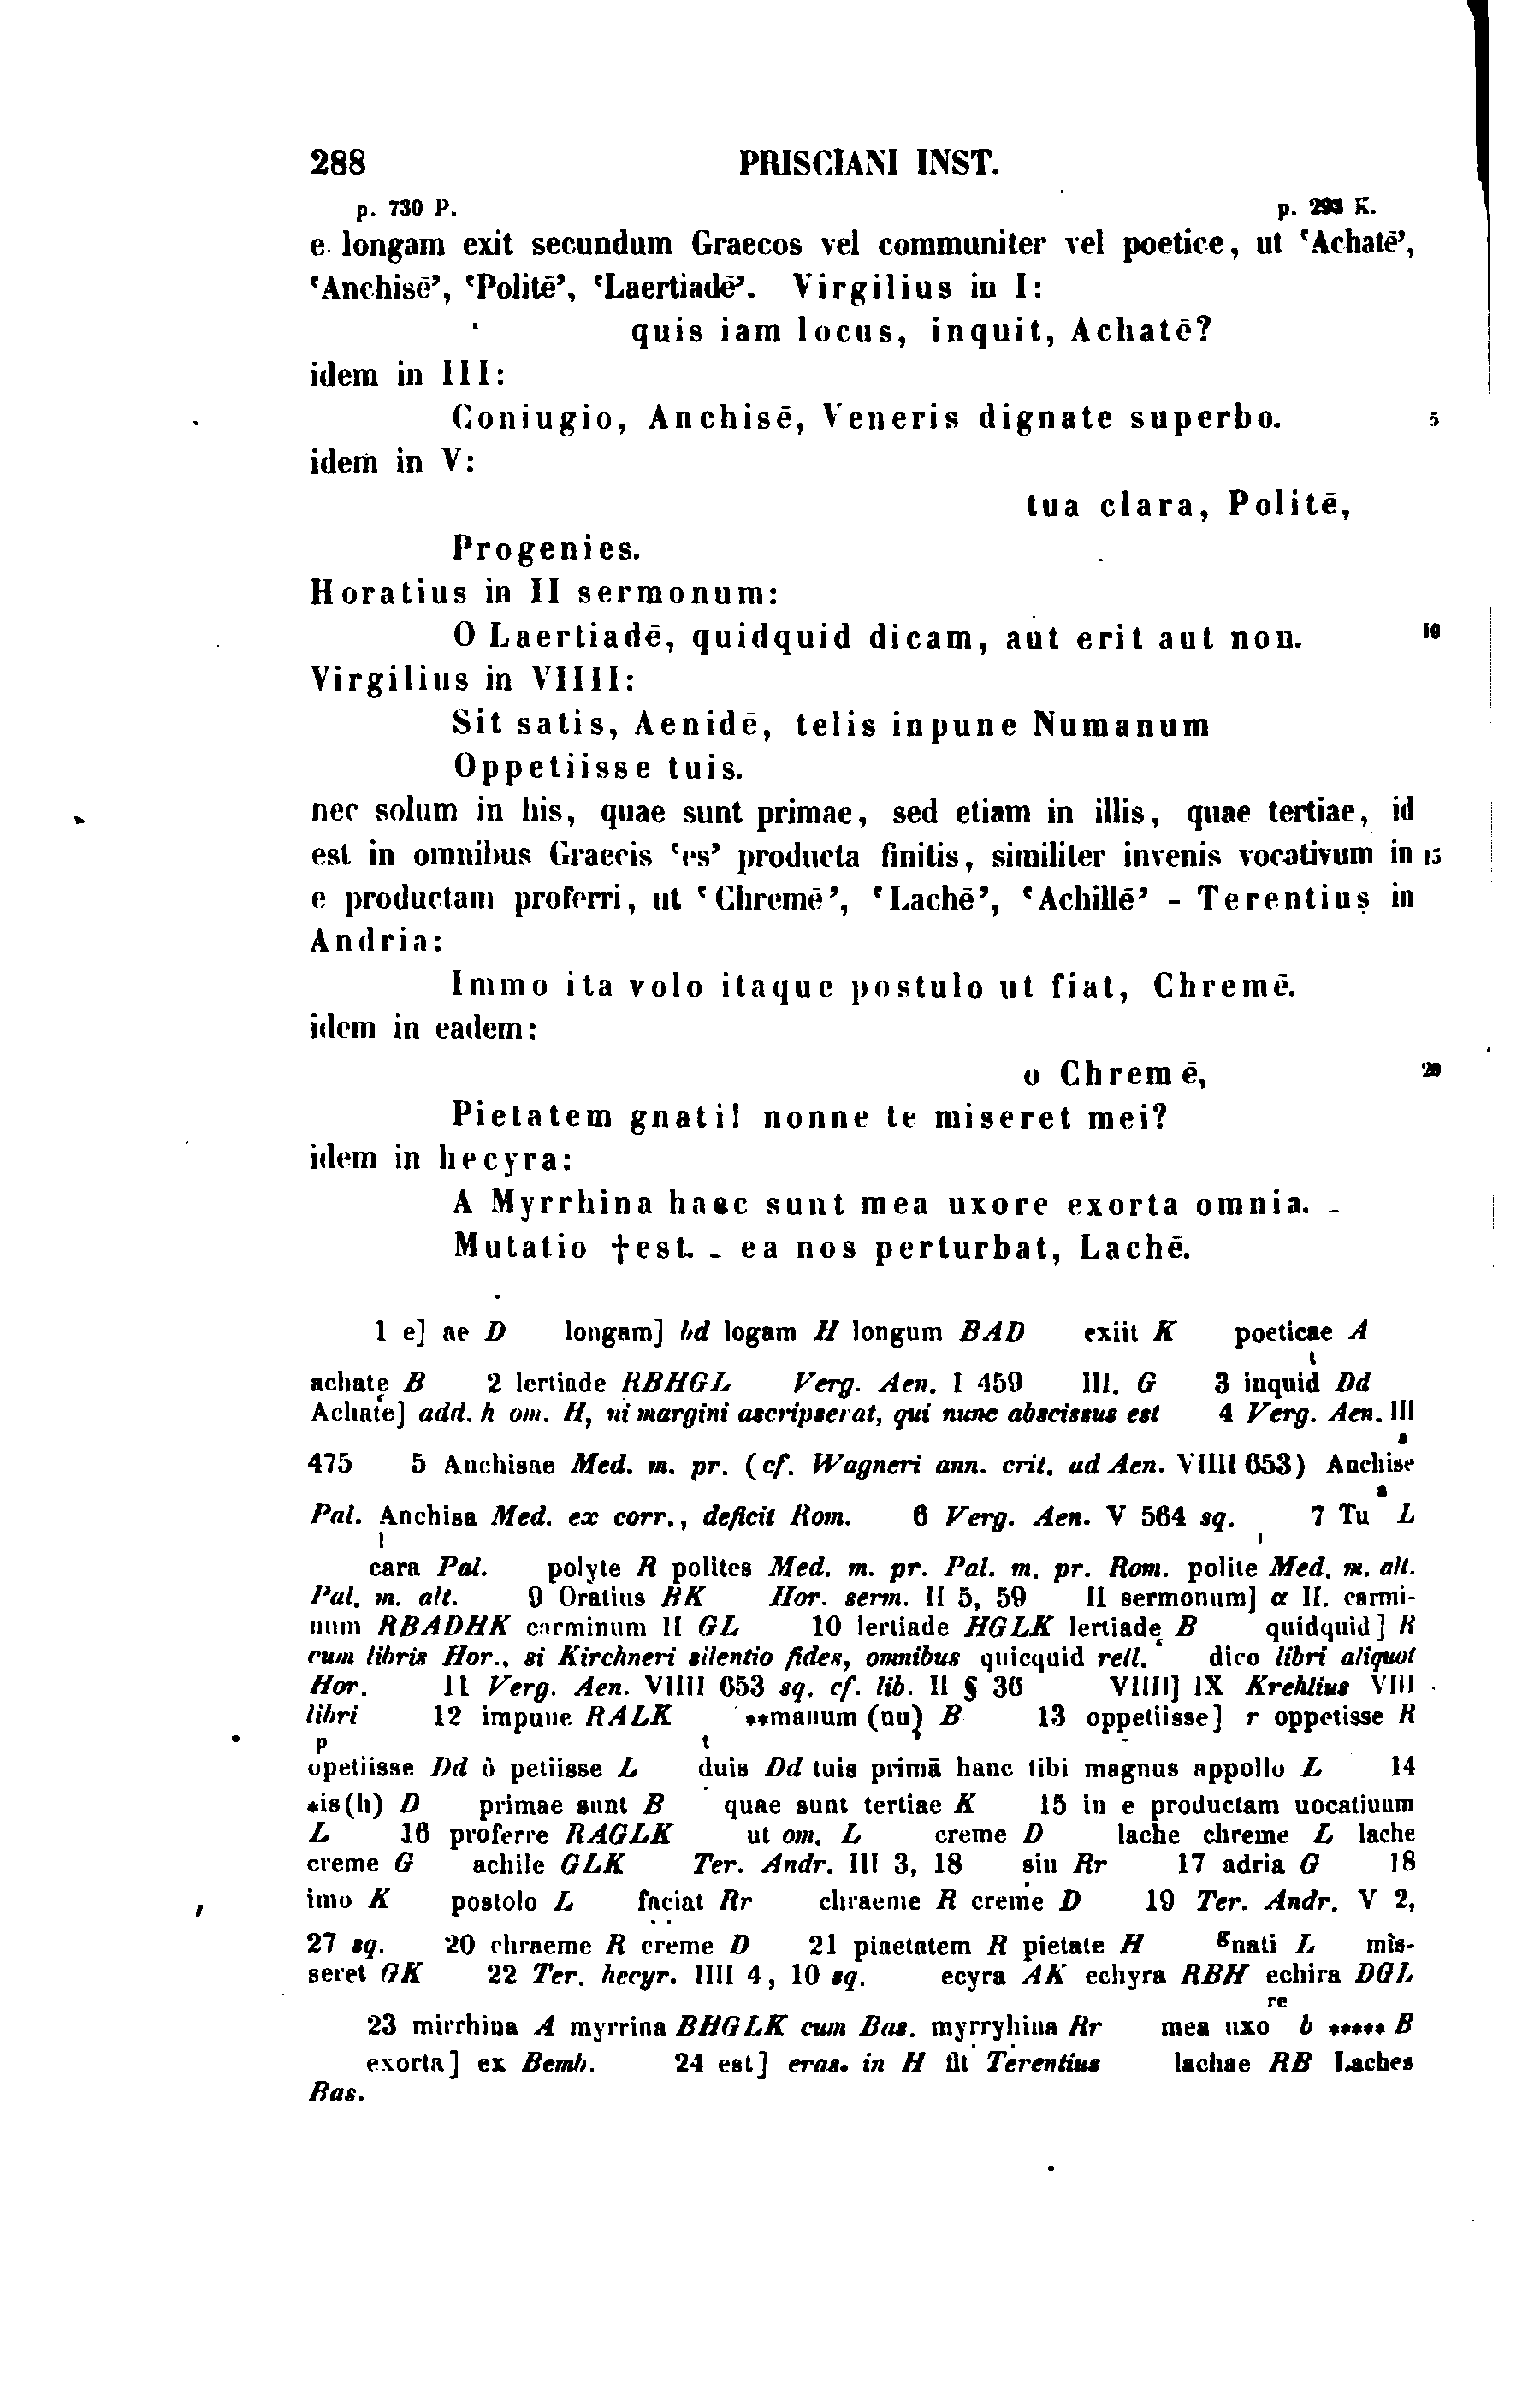 288 PRISCIANI INST.
p. 730 P. p. 293 K.
e longam exit secundum Graecos vel communiter vel poetice, ut ‘Achatē’,
‘Anchisē’, ‘Politē’, ‘Laertiadē’. Virgilius in I:
quis iam locus, inquit, Achatē?
idem in III:
Coniugio, Anchisē, Veneris dignate superbo. 5
idem in V:
tua clara, Politē,
Progenies.
Horatius in II sermonum:
O Laertiadē, quidquid dicam, aut erit aut non. 10
Virgilius in VIIII:
Sit satis, Aenidē, telis inpune Numanum
Oppetiisse tuis.
nec solum in his, quae sunt primae, sed etiam in illis, quae tertiae, id
est in omnibus Graecis ‘es’ producta finitis, similiter invenis vocativum in 15
e productam proferri, ut ‘Chremē’, ‘Lachē’, ‘Achillē’ - Terentius in
Andria:
Immo ita volo itaque postulo ut fiat, Chremē.
idem in eadem:
o Chremē, 20
Pietatem gnati! nonne te miseret mei?
idem in hecyra:
A Myrrhina haec sunt mea uxore exorta omnia. -
Mutatio †est. - ea nos perturbat, Lachē.
1 e] ae D longam] hd logam H longum BAD exiit K poeticae A
t
achatę B 2 lertiade RBHGL Verg. Aen. I 459 III. G 3 inquid Dd
Achate] add. h om. H, ni margini ascripserat, qui nunc abscissus est 4 Verg. Aen. III
a
475 5 Anchisae Med. m. pr. (cf. Wagneri ann. crit. ad Aen. VIIII 653) Anchise
a
Pal. Anchisa Med. ex corr., deficit Rom. 6 Verg. Aen. V 564 sq. 7 Tu L
l
cara Pal. polyte R polites Med. m. pr. Pal. m. pr. Rom. polite Med. m. alt.
Pal. m. alt. 9 Oratius RK Hor. serm. II 5, 59 II sermonum] α II. carmi-
num RBADHK carminum II GL 10 lertiade HGLK lertiadę B quidquid] R
cum libris Hor., si Kirchneri silentio fides, omnibus quicquid rell. dico libri aliquot
Hor. 11 Verg. Aen. VIIII 653 sq. cf. lib. II § 36 VIIII] IX Krehlius VIII
libri 12 impune RALK **manum (nu) B 13 oppetiisse] r oppetisse R
p t
opetiisse Dd ò petiisse L duis Dd tuis primā hanc tibi magnus appollo L 14
*is(h) D primae sunt B quae sunt tertiae K 15 in e productam uocatiuum
L 16 proferre RAGLK ut om. L creme D lache chreme L lache
creme G achile GLK Ter. Andr. III 3, 18 sin Rr 17 adria G 18
imo K postolo L faciat Rr chraeme R creme D 19 Ter. Andr. V 2,
27 sq. 20 chraeme R creme D 21 piaetatem R pietate H gnati L mis-
seret GK 22 Ter. hecyr. IIII 4, 10 sq. ecyra AK echyra RBH echira DGL
re
23 mirrhina A myrrina BHGLK cum Bas. myrryhina Rr mea uxo b ***** B
exorta] ex Bemb. 24 est] eras. in H fit Terentius lachae RB Laches
Bas.